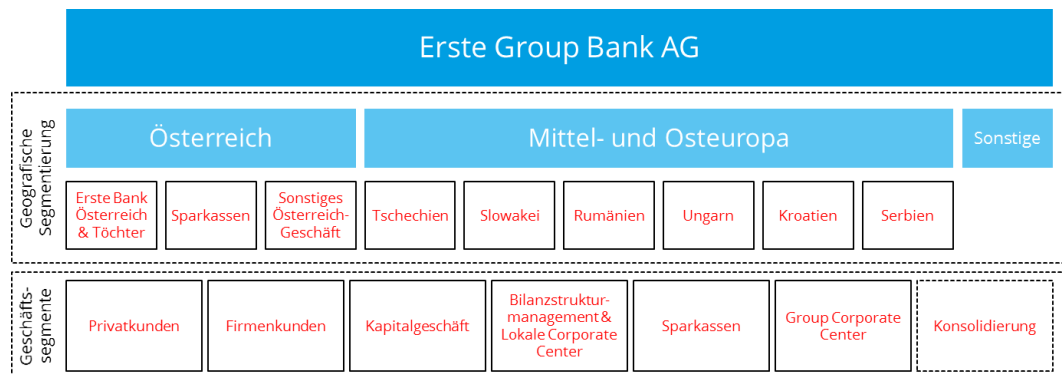 Erste Group Bank AG
Geografische
Segmentierung
Österreich
Mittel- und Osteuropa
Sonstige
Erste Bank
Österreich
& Töchter
Sparkassen
Sonstiges
Österreich-
Geschäft
Tschechien
Slowakei
Rumänien
Ungarn
Kroatien
Serbien
Geschäfts-
segmente
Privatkunden
Firmenkunden
Kapitalgeschäft
Bilanzstruktur-
management &
Lokale Corporate
Center
Sparkassen
Group Corporate
Center
Konsolidierung